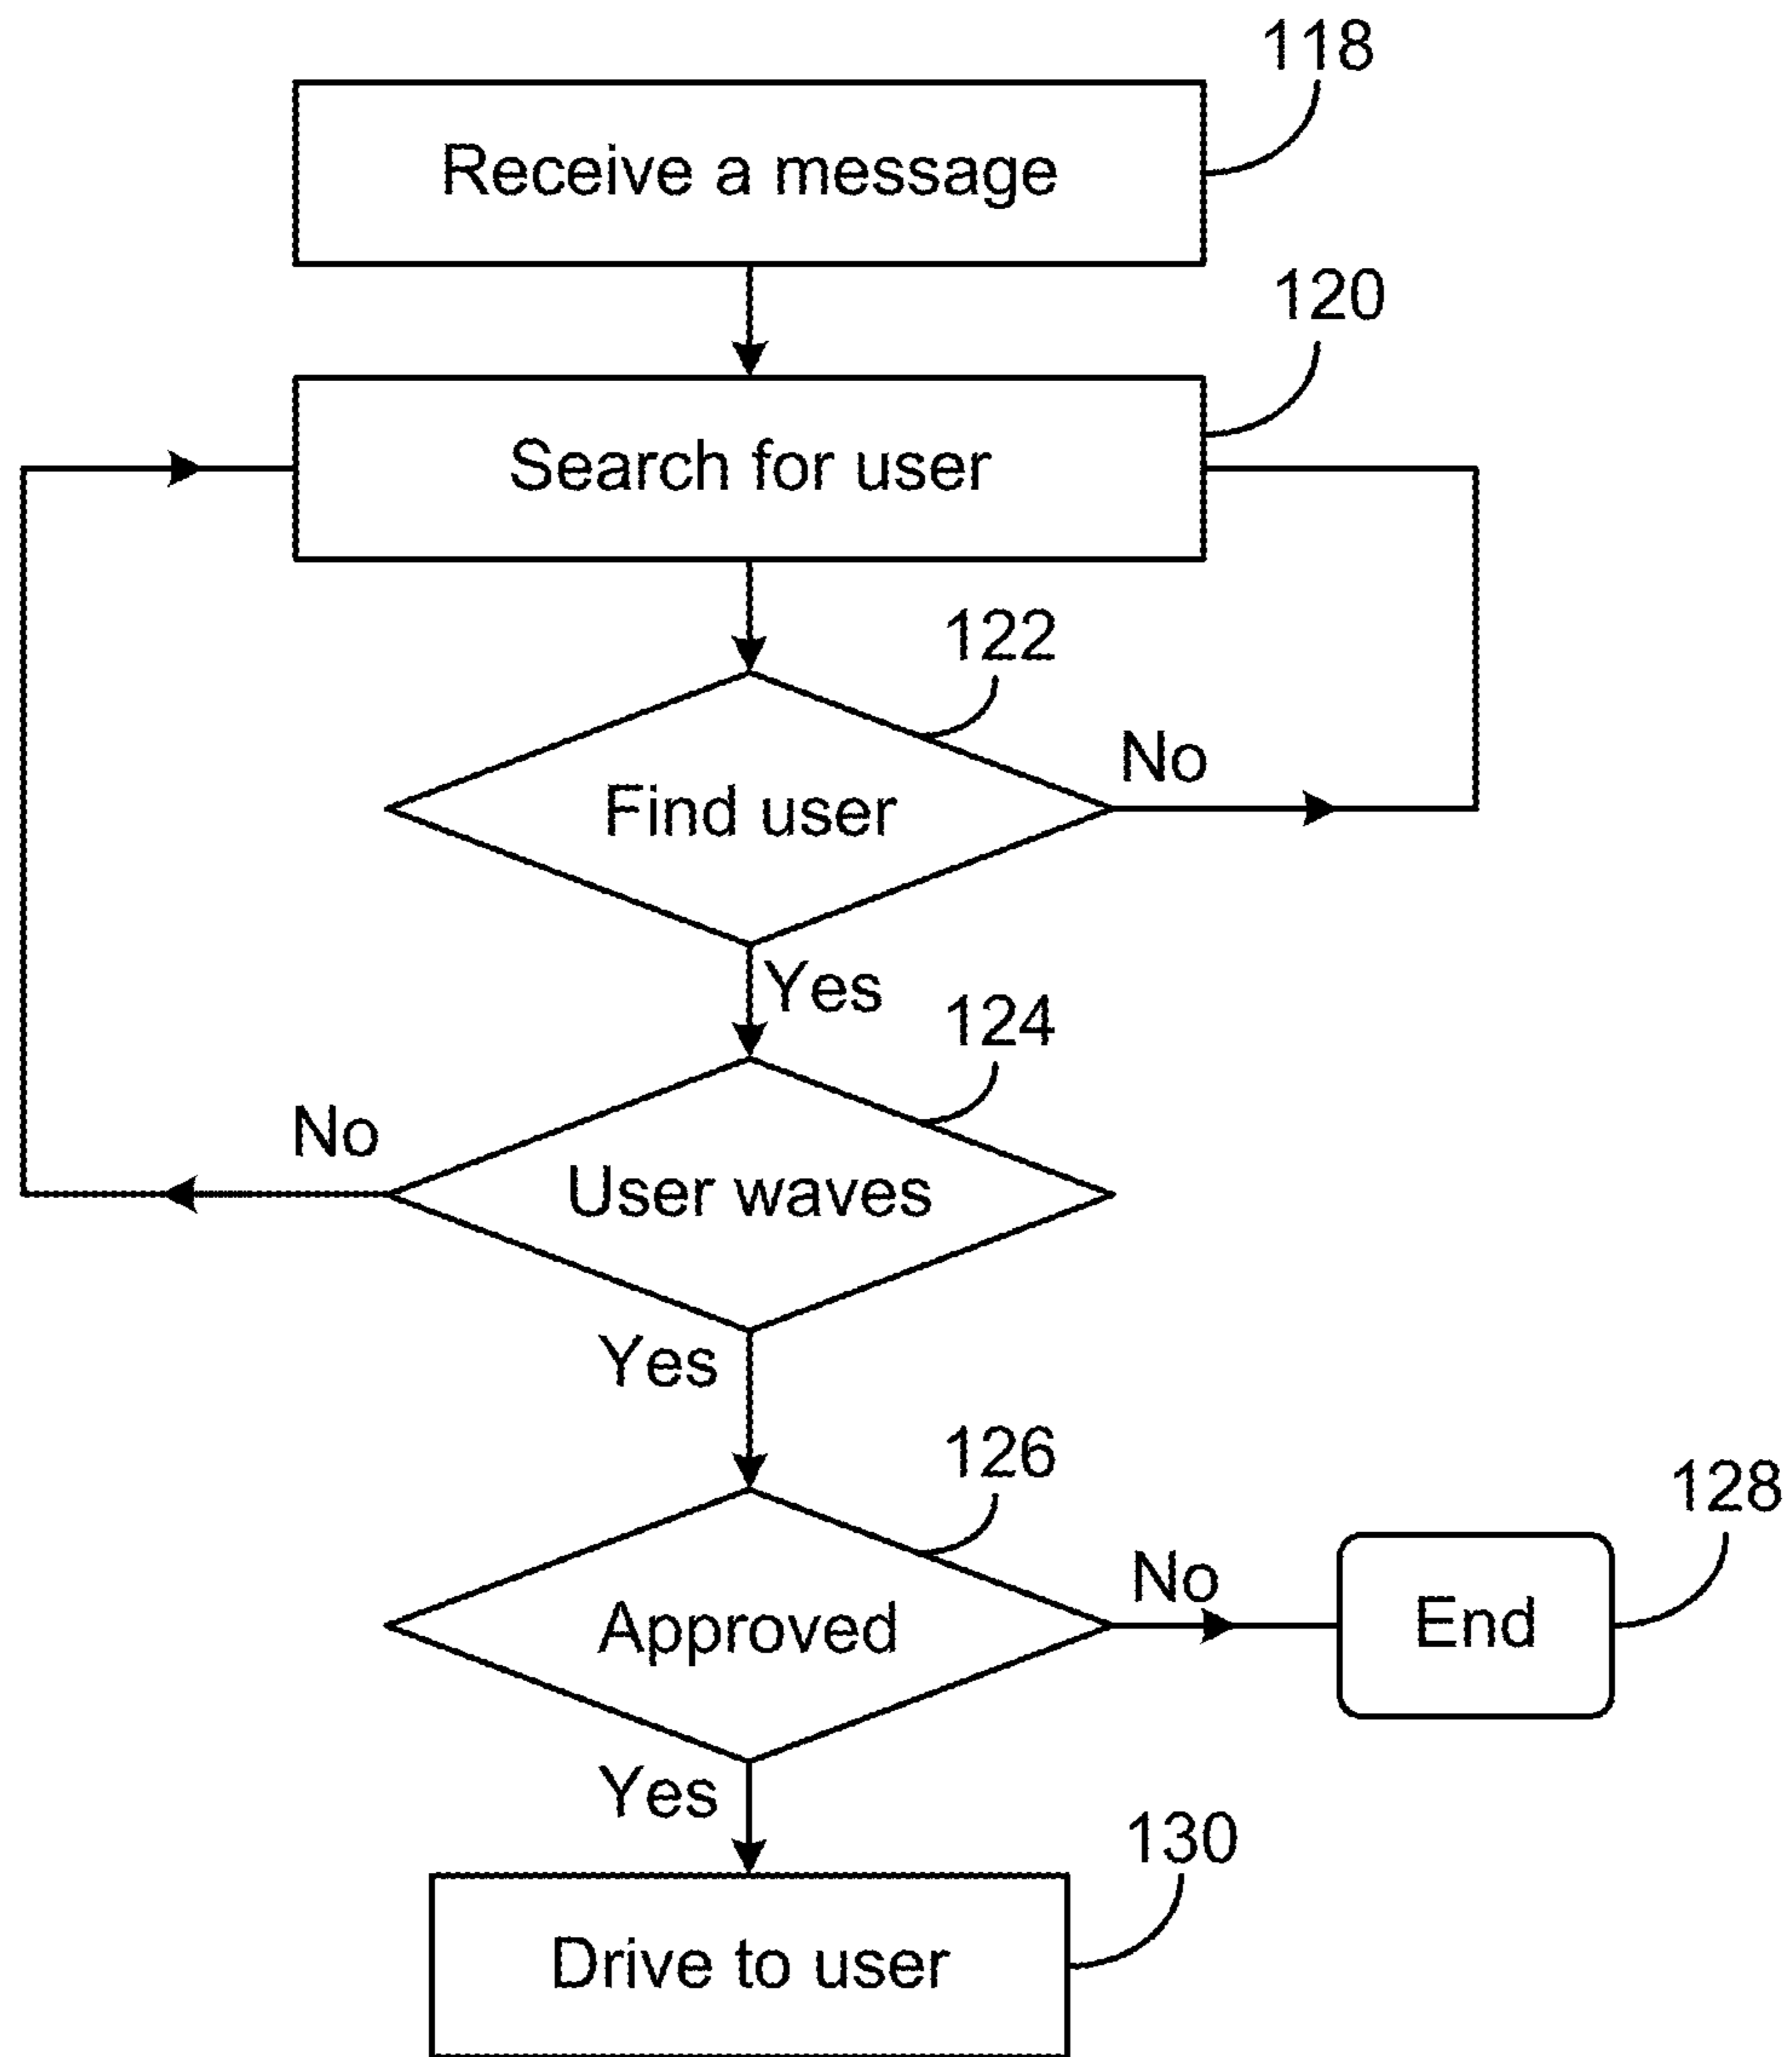 118
Receive a message
120
Search for user
122
No
Find user
Yes
124
No
User waves
Yes
126
128
No
Approved
End
Yes
130
Drive to user